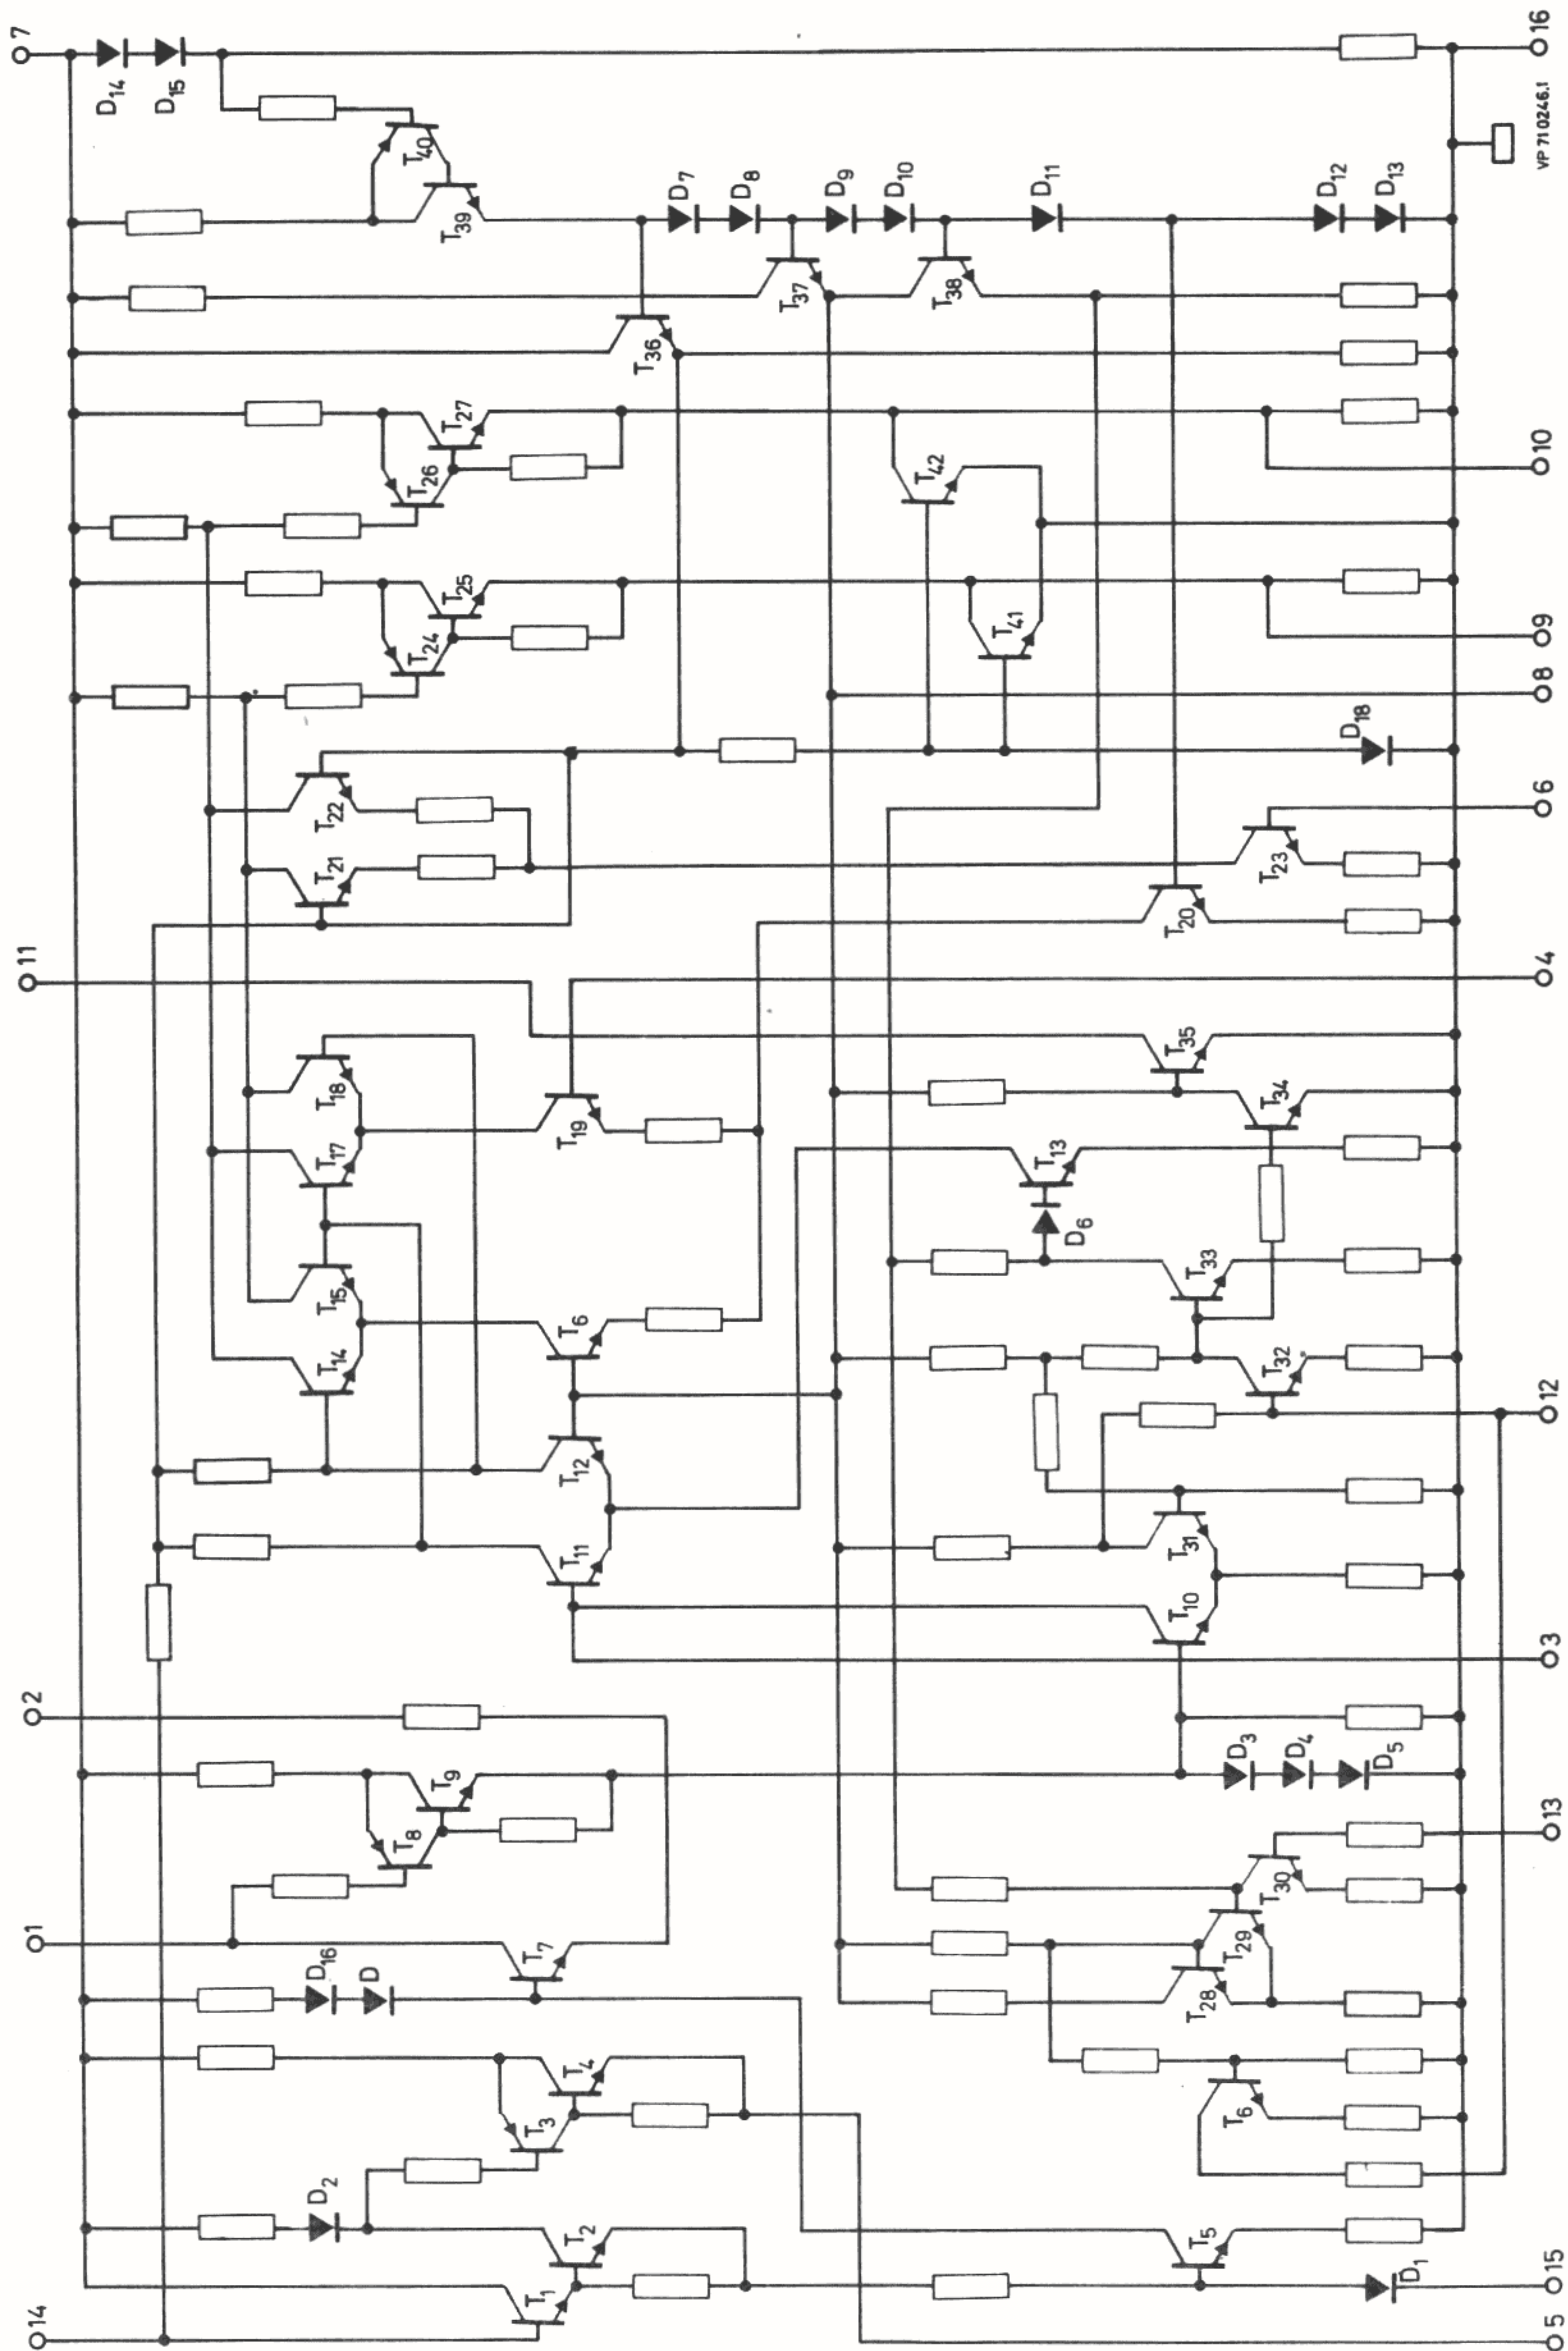 14
1
2
11
7
D14
D15
D2
D16
T14
T15
T17
T18
T21
T22
D
T8
T24
T26
T40
T9
T25
T27
T39
T1
T3
T7
T2
T4
T12
T11
T6
T19
T36
D7
D8
T37
D9
D10
T42
T38
T41
D11
T13
D6
T5
T28
T10
T31
T33
T35
T20
T6
T29
D3
T30
T32
T34
T23
D4
D12
D18
D5
D13
D1
5
15
13
3
12
4
6
8
9
10
16
VP 710246.1